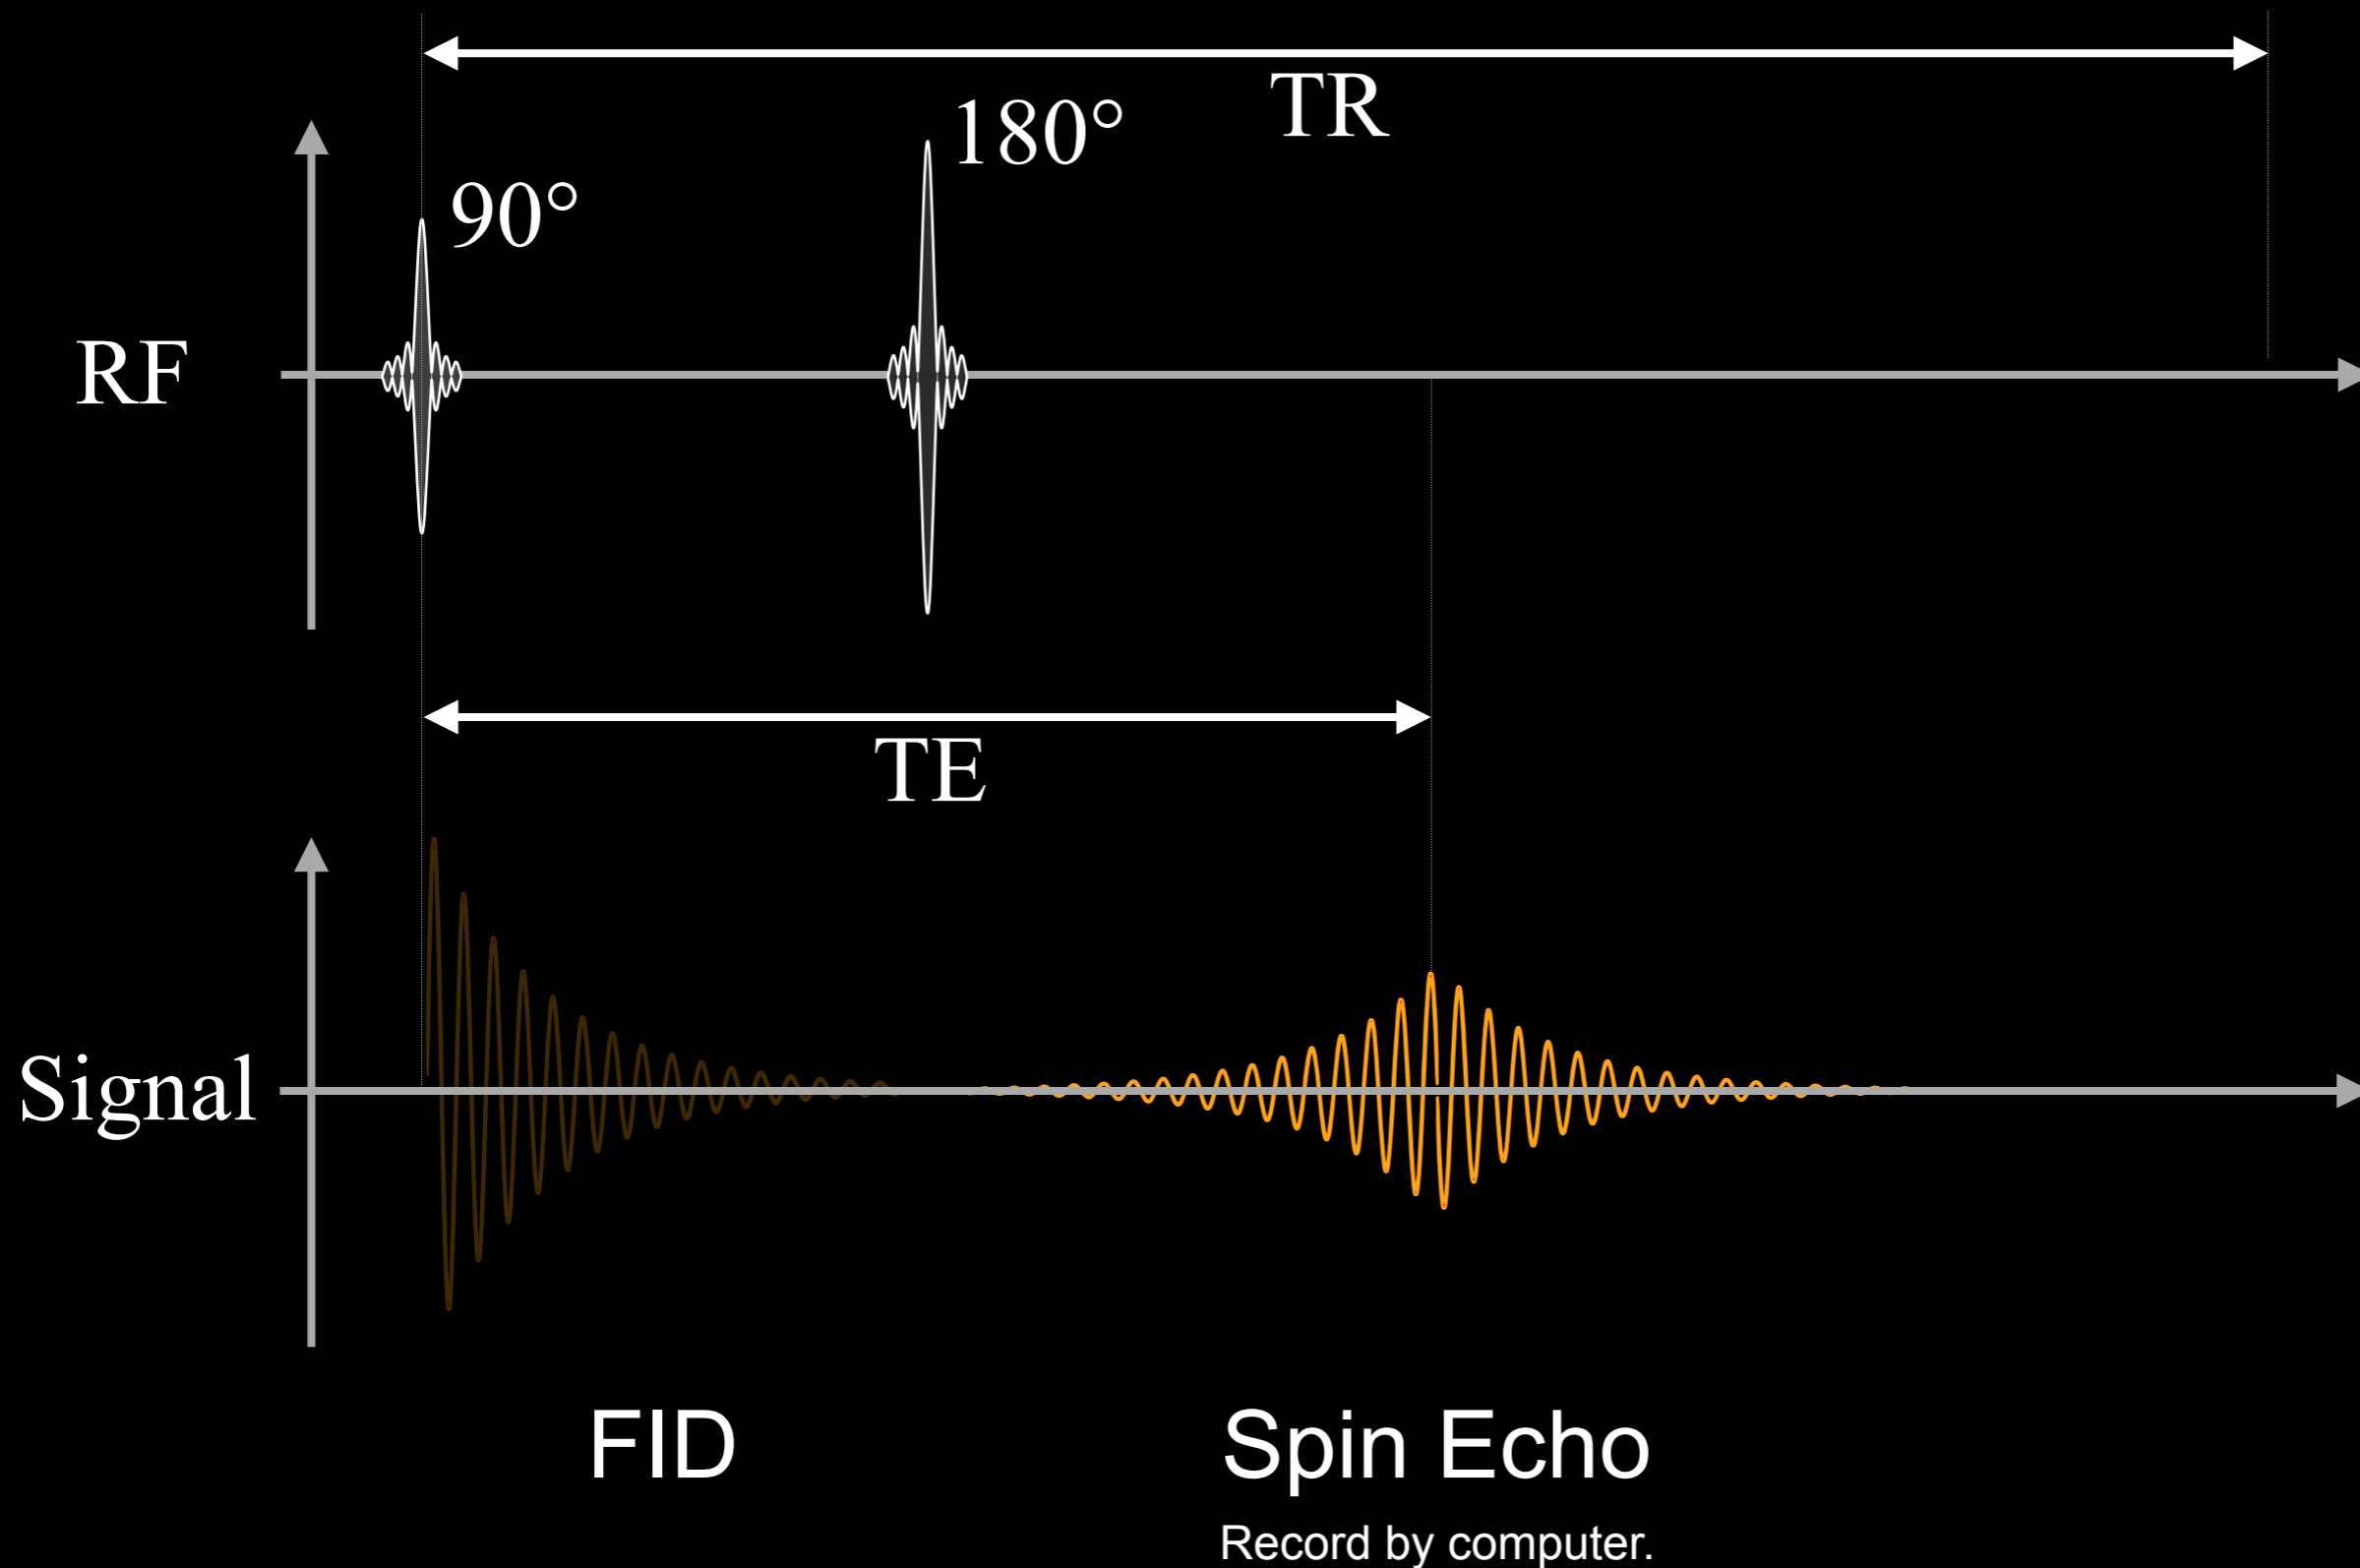 TR
180°
90°
RF
TE
Signal
FID
Spin Echo
Record by computer.